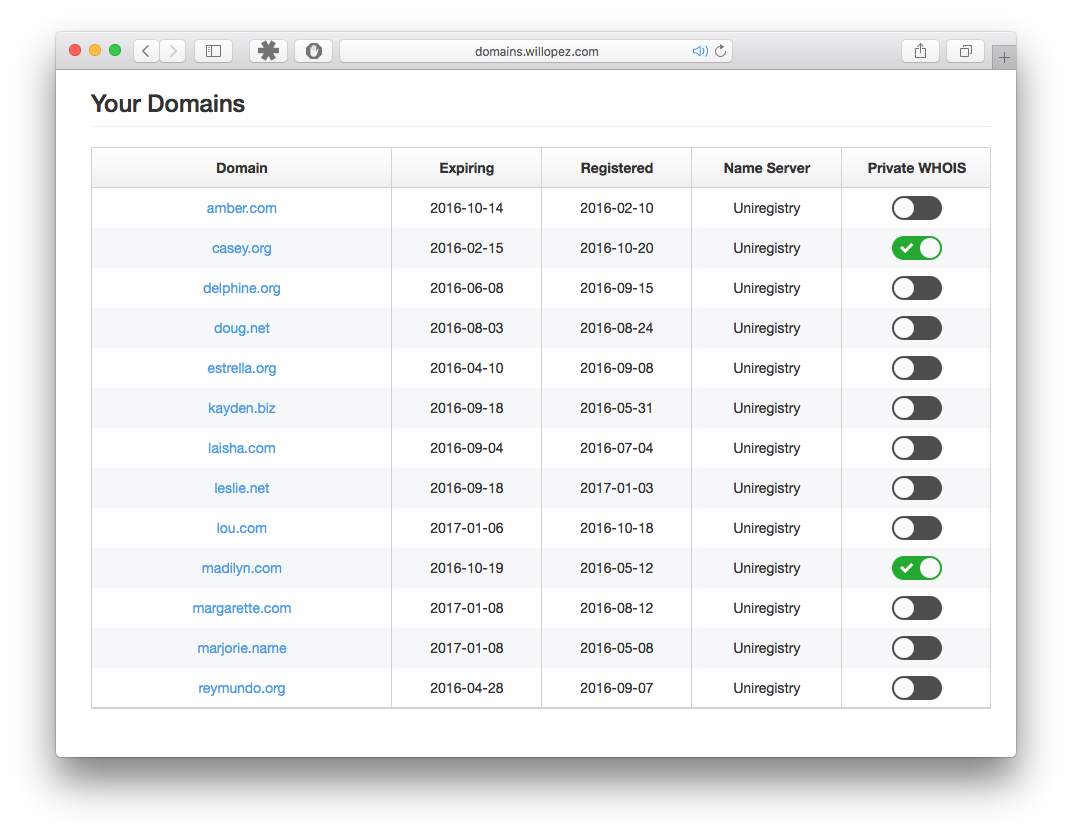 domains.willopez.com
Your Domains
Domain Expiring Registered Name Server Private WHOIS
amber.com 2016-10-14 2016-02-10 Uniregistry
casey.org 2016-02-15 2016-10-20 Uniregistry
delphine.org 2016-06-08 2016-09-15 Uniregistry
doug.net 2016-08-03 2016-08-24 Uniregistry
estrella.org 2016-04-10 2016-09-08 Uniregistry
kayden.biz 2016-09-18 2016-05-31 Uniregistry
laisha.com 2016-09-04 2016-07-04 Uniregistry
leslie.net 2016-09-18 2017-01-03 Uniregistry
lou.com 2017-01-06 2016-10-18 Uniregistry
madilyn.com 2016-10-19 2016-05-12 Uniregistry
margarette.com 2017-01-08 2016-08-12 Uniregistry
marjorie.name 2017-01-08 2016-05-08 Uniregistry
reymundo.org 2016-04-28 2016-09-07 Uniregistry